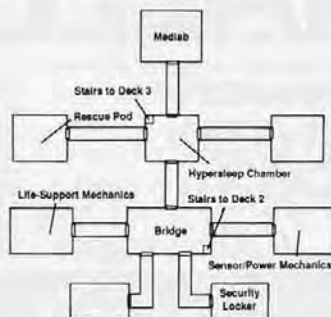 Medlab
Stairs to Deck 3
Rescue Pod
Hypersleep Chamber
Life-Support Mechanics
Stairs to Deck 2
Bridge
Sensor/Power Mechanics
Security
Locker